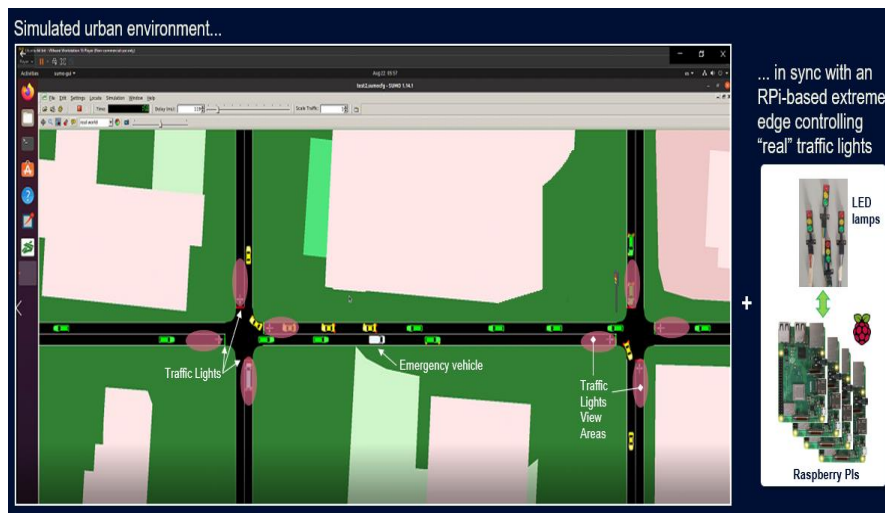 Simulated urban environment...
Activities
sumo-gui
Aug 22
test2.sumocfg - SUMO 1.14.1
File Edit Settings Locate Simulation Window Help
Time:
Delay (ms):
Scale Traffic:
real world
Traffic Lights
Emergency vehicle
Traffic
Lights
View
Areas
... in sync with an
RPi-based extreme
edge controlling
“real” traffic lights
LED
lamps
+
Raspberry PIs